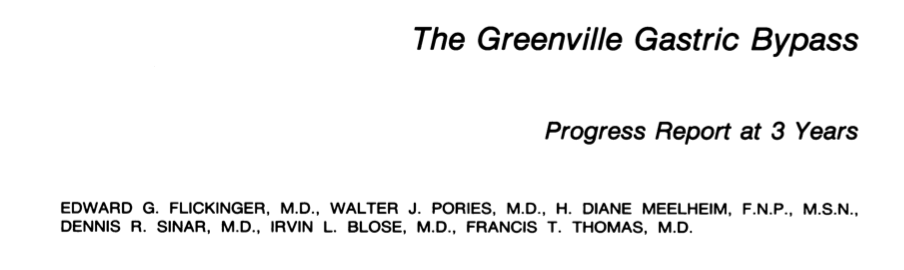 The Greenville Gastric Bypass
Progress Report at 3 Years
EDWARD G. FLICKINGER, M.D., WALTER J. PORIES, M.D., H. DIANE MEELHEIM, F.N.P., M.S.N.,
DENNIS R. SINAR, M.D., IRVIN L. BLOSE, M.D., FRANCIS T. THOMAS, M.D.